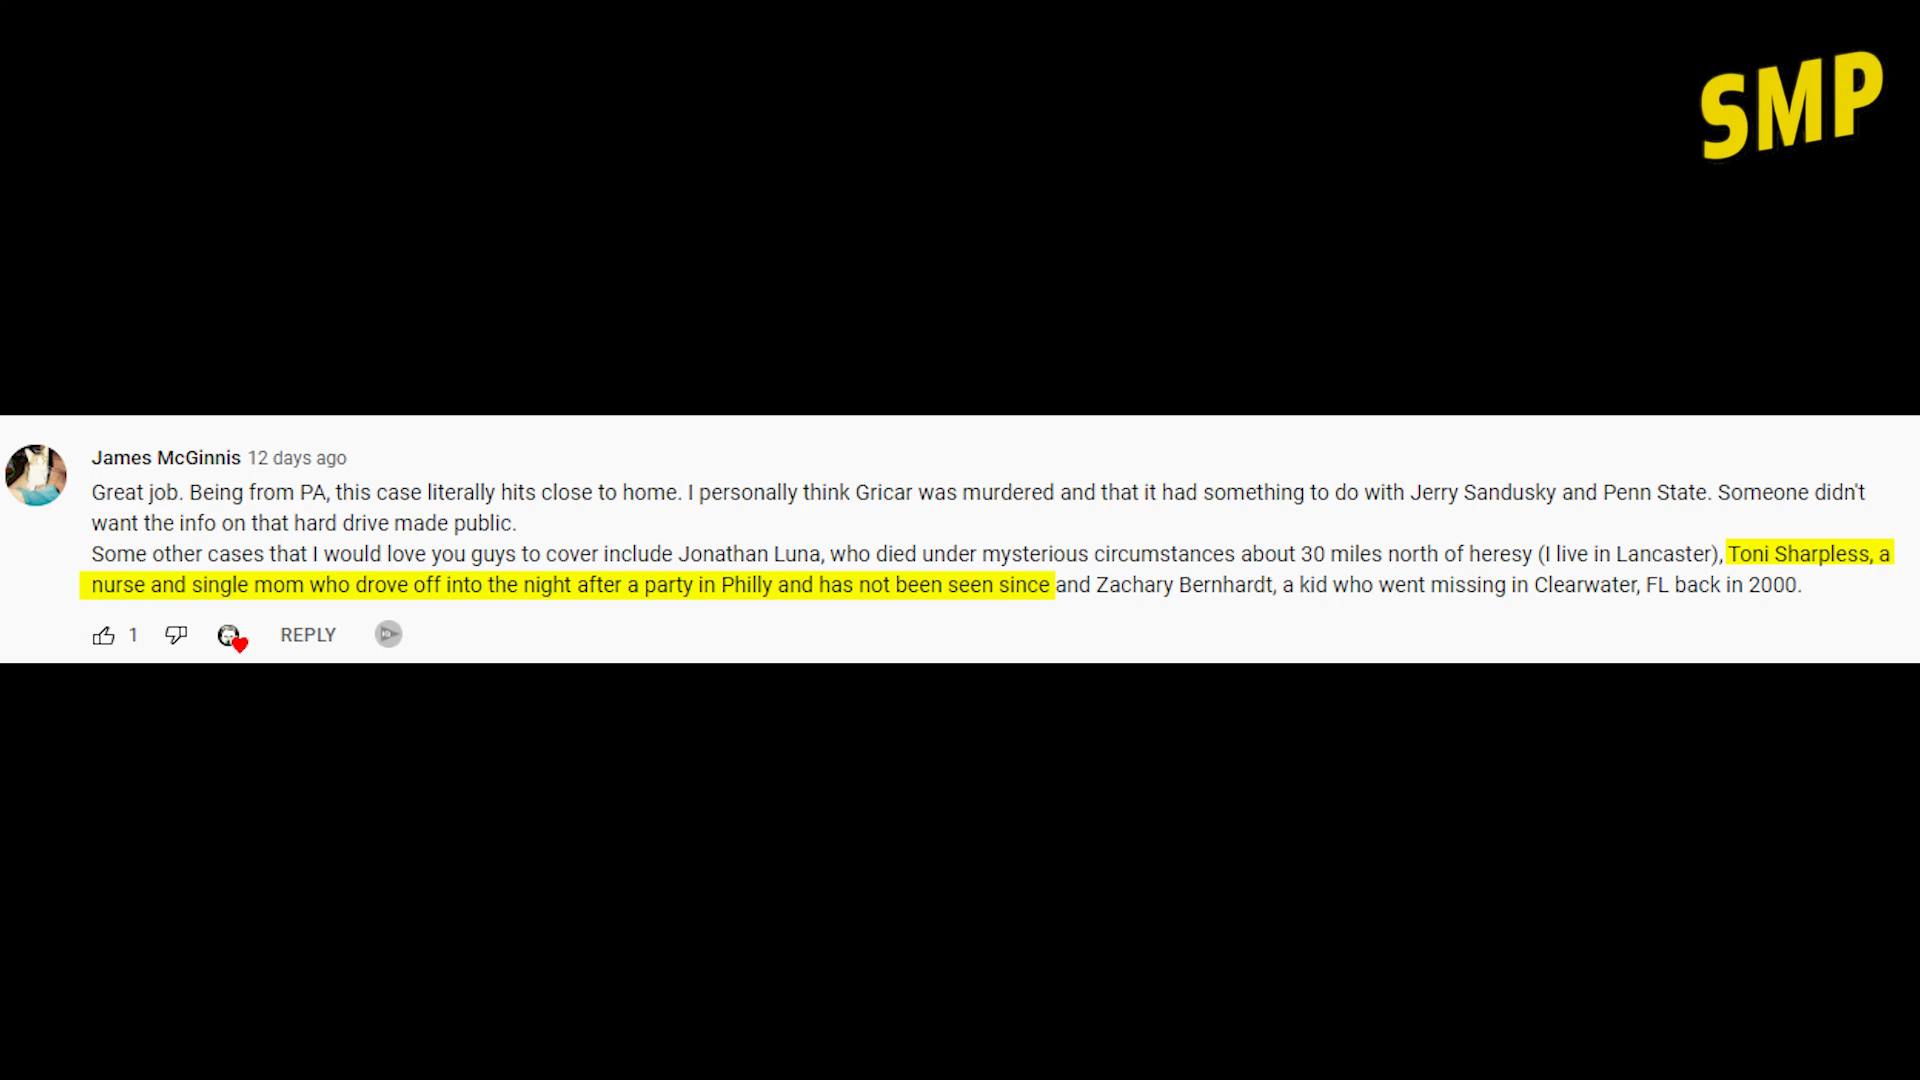 SMP
James McGinnis 12 days ago
Great job. Being from PA, this case literally hits close to home. I personally think Gricar was murdered and that it had something to do with Jerry Sandusky and Penn State. Someone didn't
want the info on that hard drive made public.
Some other cases that I would love you guys to cover include Jonathan Luna, who died under mysterious circumstances about 30 miles north of heresy (I live in Lancaster), Toni Sharpless, a
nurse and single mom who drove off into the night after a party in Philly and has not been seen since and Zachary Bernhardt, a kid who went missing in Clearwater, FL back in 2000.
1 REPLY